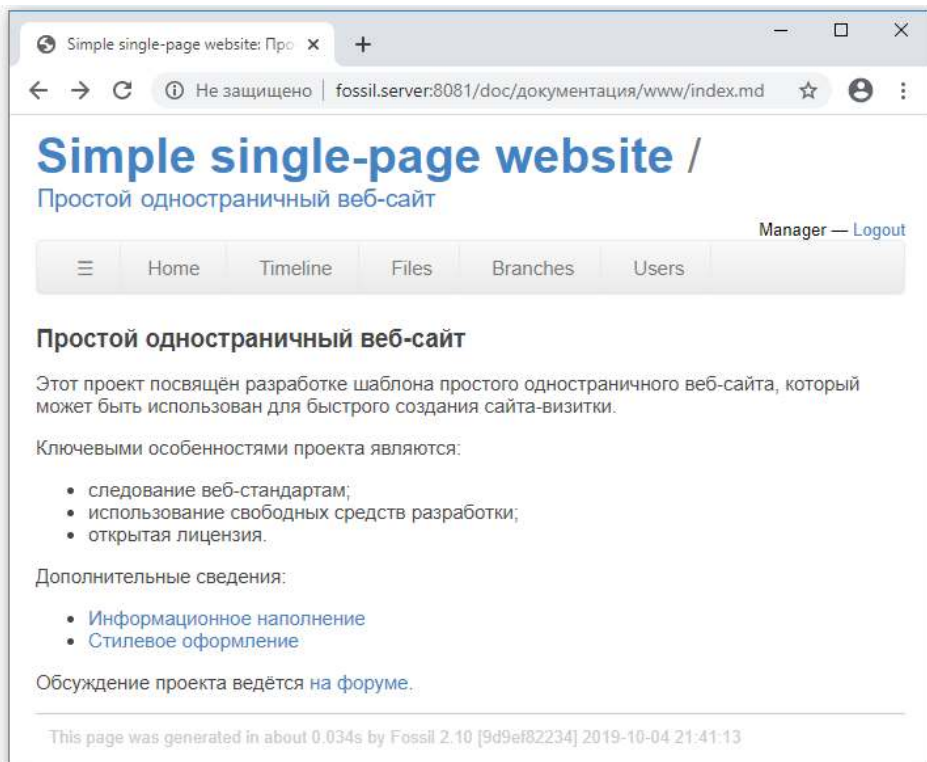 Simple single-page website: Про
Не защищено fossil.server:8081/doc/документация/www/index.md
Simple single-page website /
Простой одностраничный веб-сайт
Manager — Logout
☰ Home Timeline Files Branches Users
Простой одностраничный веб-сайт
Этот проект посвящён разработке шаблона простого одностраничного веб-сайта, который
может быть использован для быстрого создания сайта-визитки.
Ключевыми особенностями проекта являются:
• следование веб-стандартам;
• использование свободных средств разработки;
• открытая лицензия.
Дополнительные сведения:
• Информационное наполнение
• Стилевое оформление
Обсуждение проекта ведётся на форуме.
This page was generated in about 0.034s by Fossil 2.10 [9d9ef82234] 2019-10-04 21:41:13